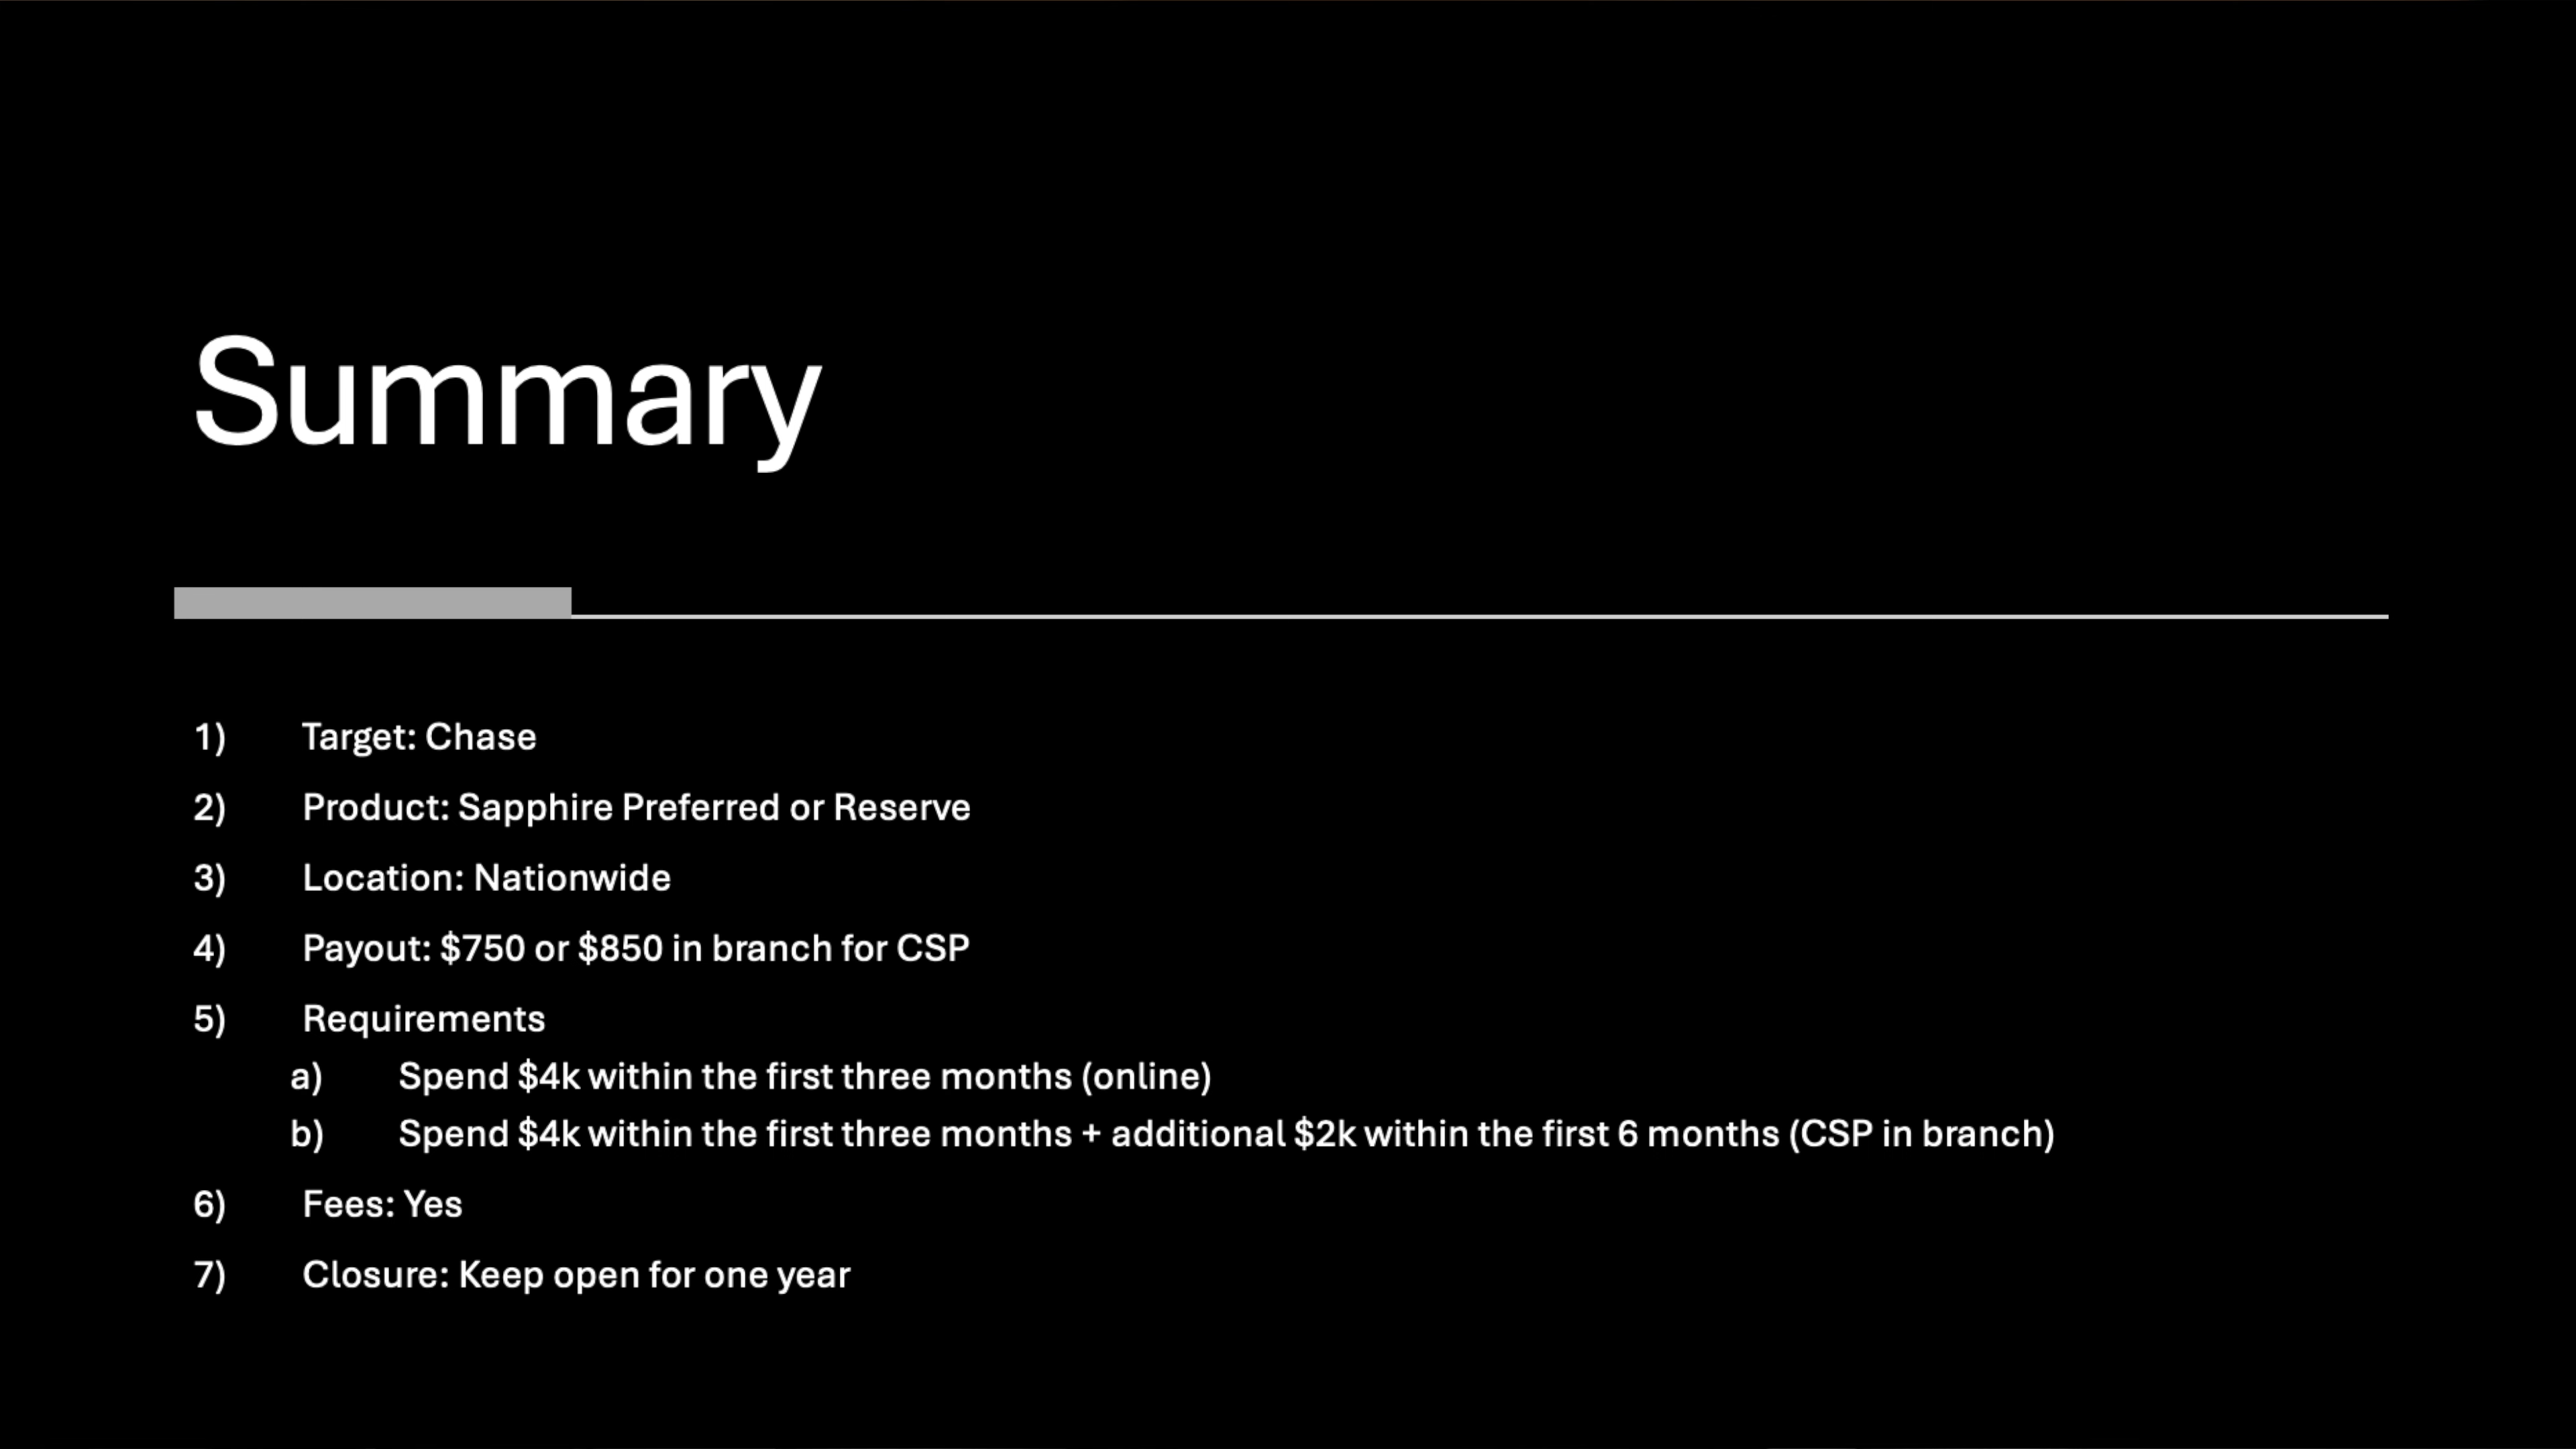 Summary
1) Target: Chase
2) Product: Sapphire Preferred or Reserve
3) Location: Nationwide
4) Payout: $750 or $850 in branch for CSP
5) Requirements
a) Spend $4k within the first three months (online)
b) Spend $4k within the first three months + additional $2k within the first 6 months (CSP in branch)
6) Fees: Yes
7) Closure: Keep open for one year